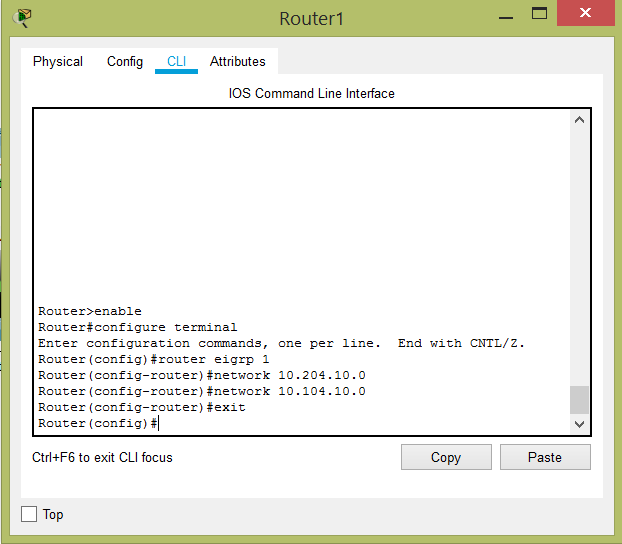 Router1
Physical Config CLI Attributes
IOS Command Line Interface
Router>enable
Router#configure terminal
Enter configuration commands, one per line.  End with CNTL/Z.
Router(config)#router eigrp 1
Router(config-router)#network 10.204.10.0
Router(config-router)#network 10.104.10.0
Router(config-router)#exit
Router(config)#
Ctrl+F6 to exit CLI focus Copy Paste
Top